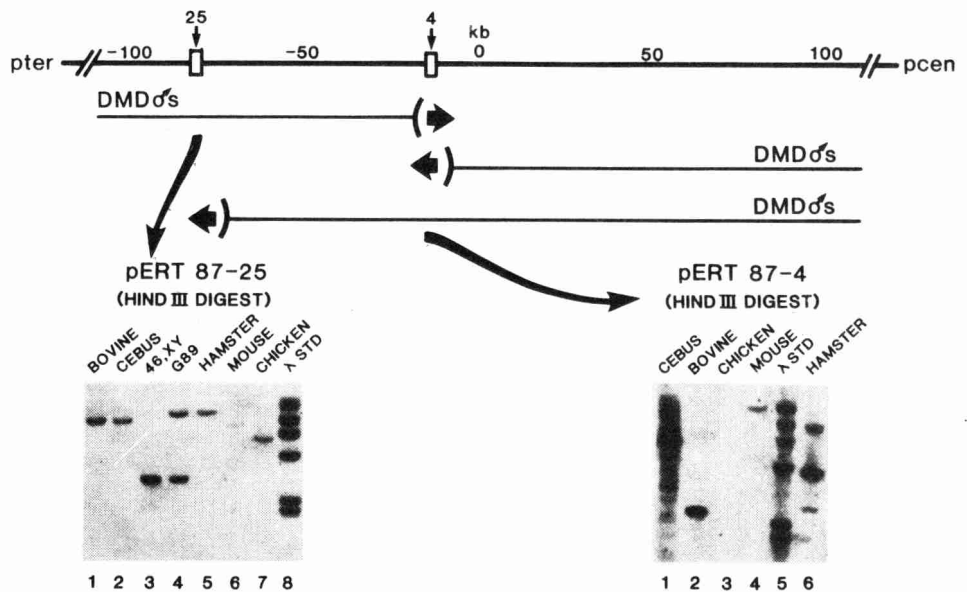 25
4
kb
pter -100 -50 0 50 100 pcen
DMD♂s
DMD♂s
DMD♂s
pERT 87-25
(HIND III DIGEST)
pERT 87-4
(HIND III DIGEST)
BOVINE
CEBUS
46,XY
G89
HAMSTER
MOUSE
CHICKEN
λ STD
CEBUS
BOVINE
CHICKEN
MOUSE
λ STD
HAMSTER
1 2 3 4 5 6 7 8
1 2 3 4 5 6